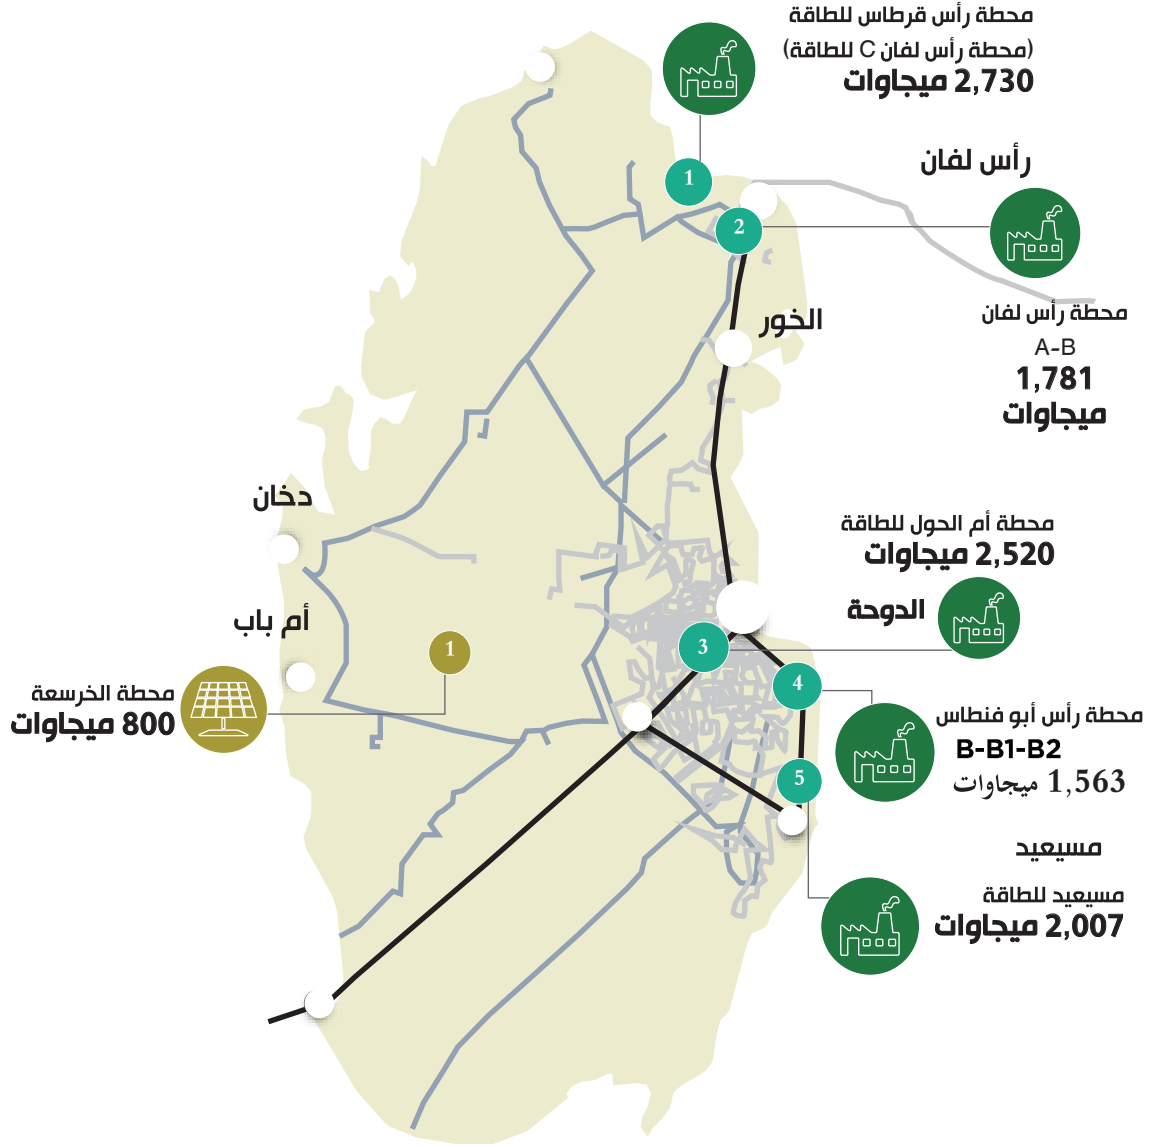 محطة رأس قرطاس للطاقة
(محطة رأس لفان C للطاقة)
2,730 ميجاوات
1
رأس لفان
2
محطة رأس لفان
A-B
1,781
ميجاوات
الخور
دخان
محطة أم الحول للطاقة
2,520 ميجاوات
الدوحة
3
أم باب
1
محطة الخرسعة
800 ميجاوات
4
محطة رأس أبو فنطاس
B-B1-B2
1,563 ميجاوات
5
مسيعيد
مسيعيد للطاقة
2,007 ميجاوات